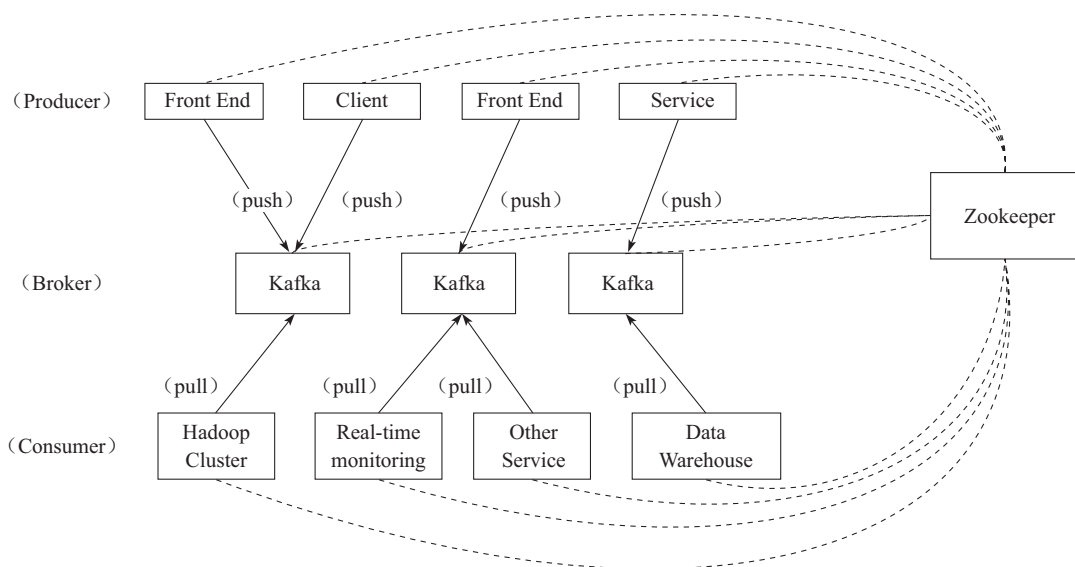 （Producer）
Front End
Client
Front End
Service
（push）
（push）
（push）
（push）
Zookeeper
（Broker）
Kafka
Kafka
Kafka
（pull）
（pull）
（pull）
（pull）
（Consumer）
Hadoop
Cluster
Real-time
monitoring
Other
Service
Data
Warehouse